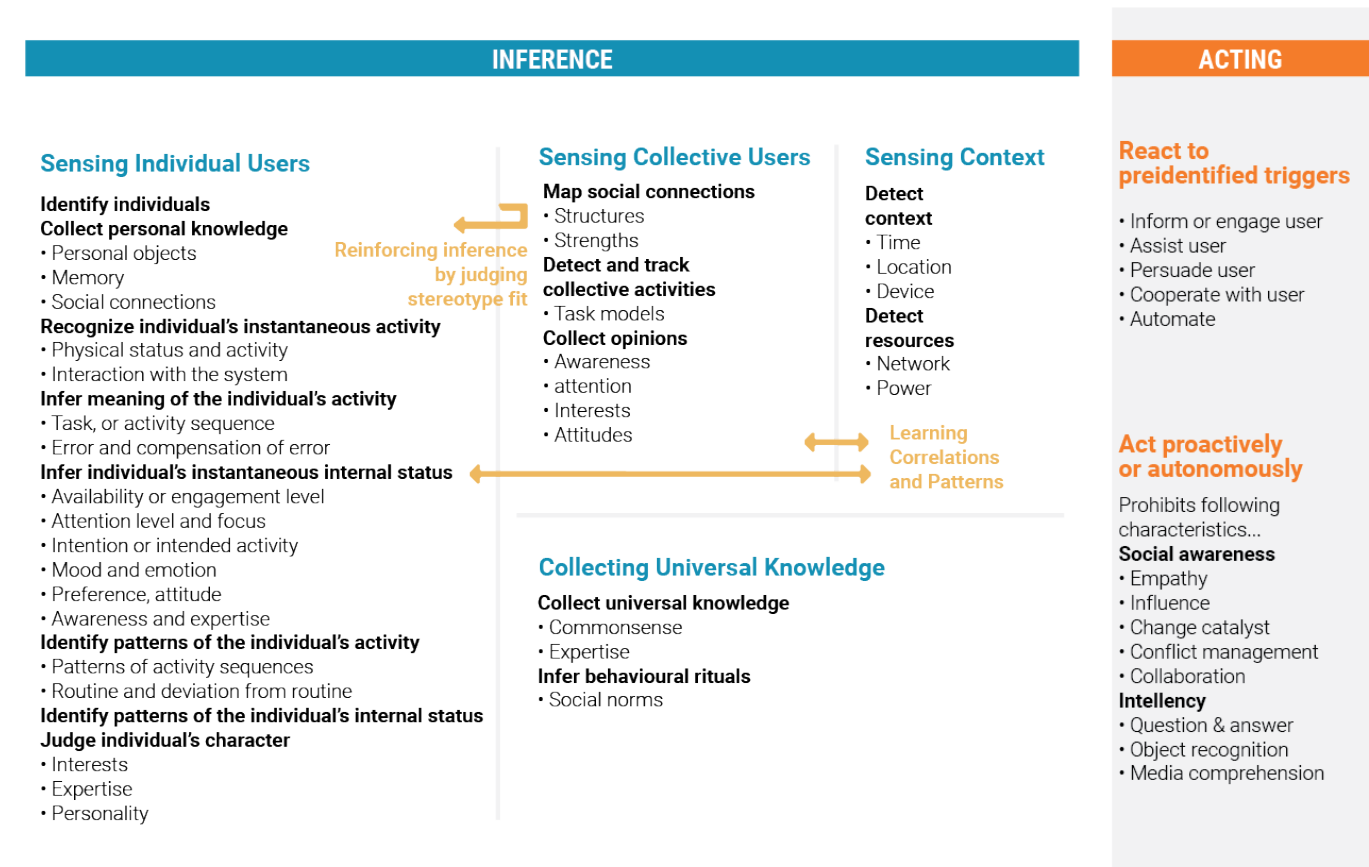 INFERENCE
Sensing Individual Users
Identify individuals
Collect personal knowledge
• Personal objects
• Memory
• Social connections
Recognize individual's instantaneous activity
• Physical status and activity
• Interaction with the system
Infer meaning of the individual's activity
• Task, or activity sequence
• Error and compensation of error
Infer individual's instantaneous internal status
• Availability or engagement level
• Attention level and focus
• Intention or intended activity
• Mood and emotion
• Preference, attitude
• Awareness and expertise
Identify patterns of the individual's activity
• Patterns of activity sequences
• Routine and deviation from routine
Identify patterns of the individual's internal status
Judge individual's character
• Interests
• Expertise
• Personality
Reinforcing inference
by judging
stereotype fit
Sensing Collective Users
Map social connections
• Structures
• Strengths
Detect and track
collective activities
• Task models
Collect opinions
• Awareness
• attention
• Interests
• Attitudes
Sensing Context
Detect
context
• Time
• Location
• Device
Detect
resources
• Network
• Power
Learning
Correlations
and Patterns
Collecting Universal Knowledge
Collect universal knowledge
• Commonsense
• Expertise
Infer behavioural rituals
• Social norms
ACTING
React to
preidentified triggers
• Inform or engage user
• Assist user
• Persuade user
• Cooperate with user
• Automate
Act proactively
or autonomously
Prohibits following
characteristics...
Social awareness
• Empathy
• Influence
• Change catalyst
• Conflict management
• Collaboration
Intellency
• Question & answer
• Object recognition
• Media comprehension